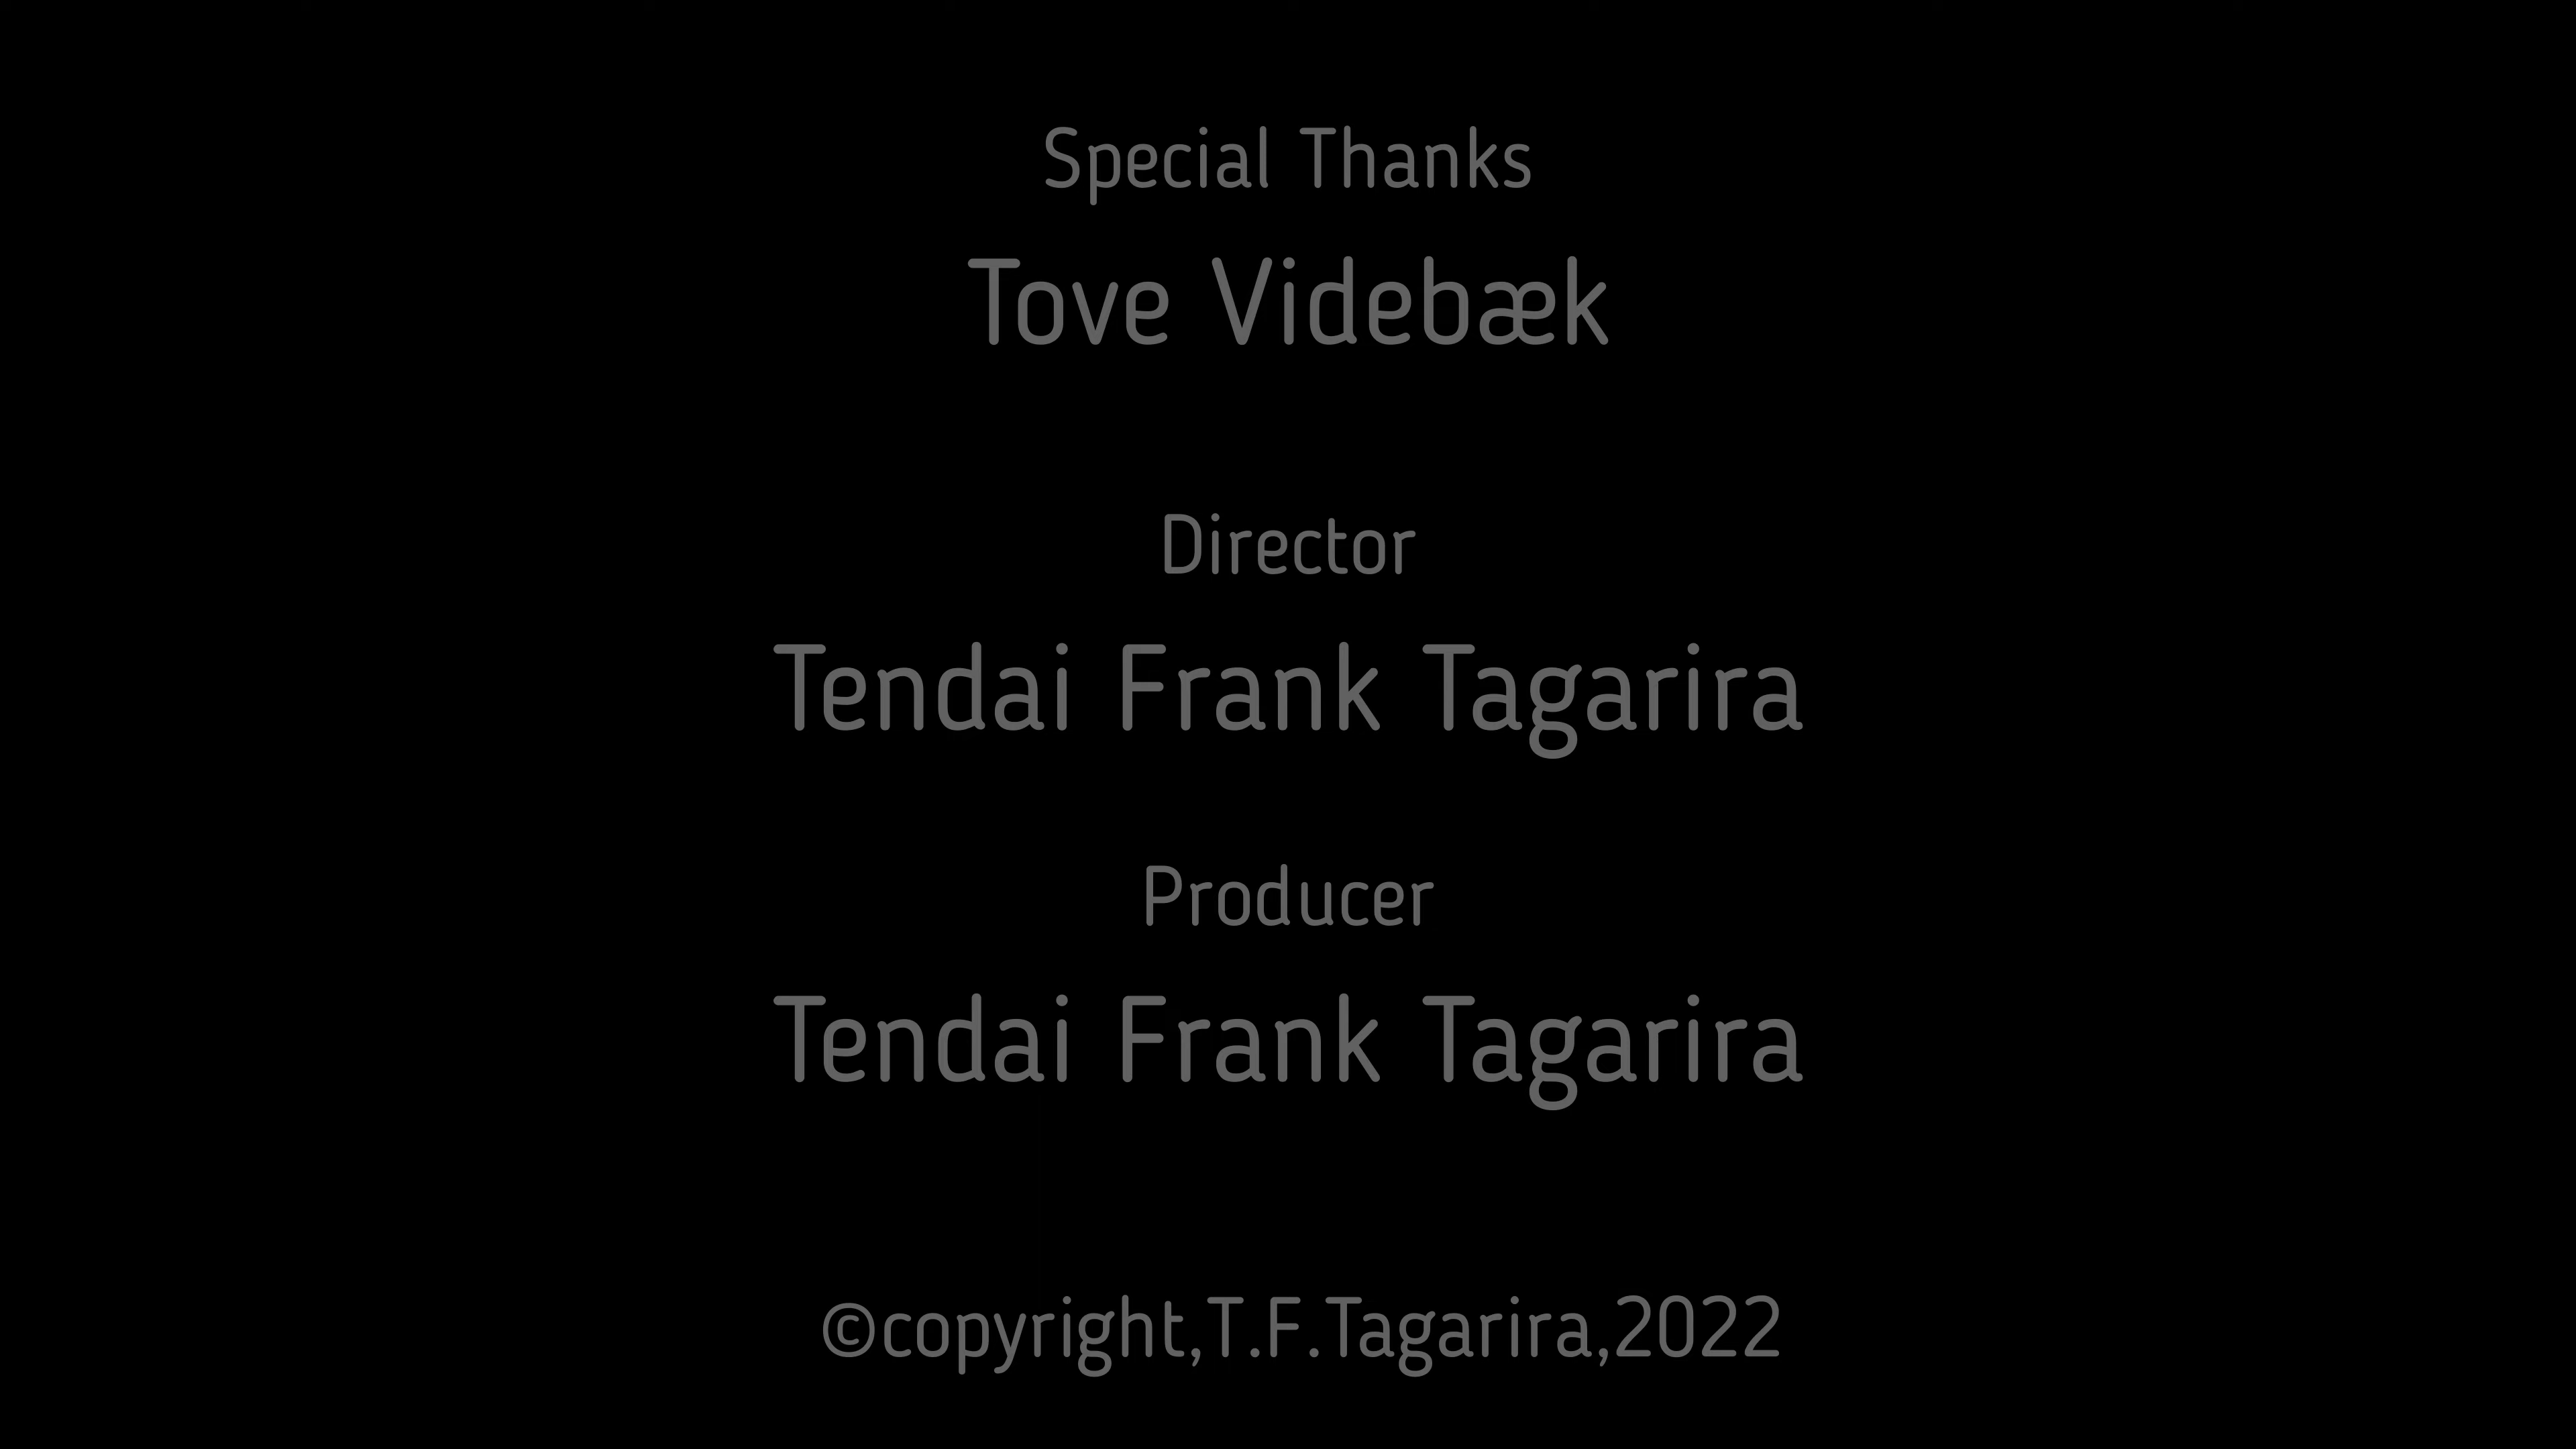 Special Thanks
Tove Videbæk
Director
Tendai Frank Tagarira
Producer
Tendai Frank Tagarira
©copyright,T.F.Tagarira,2022